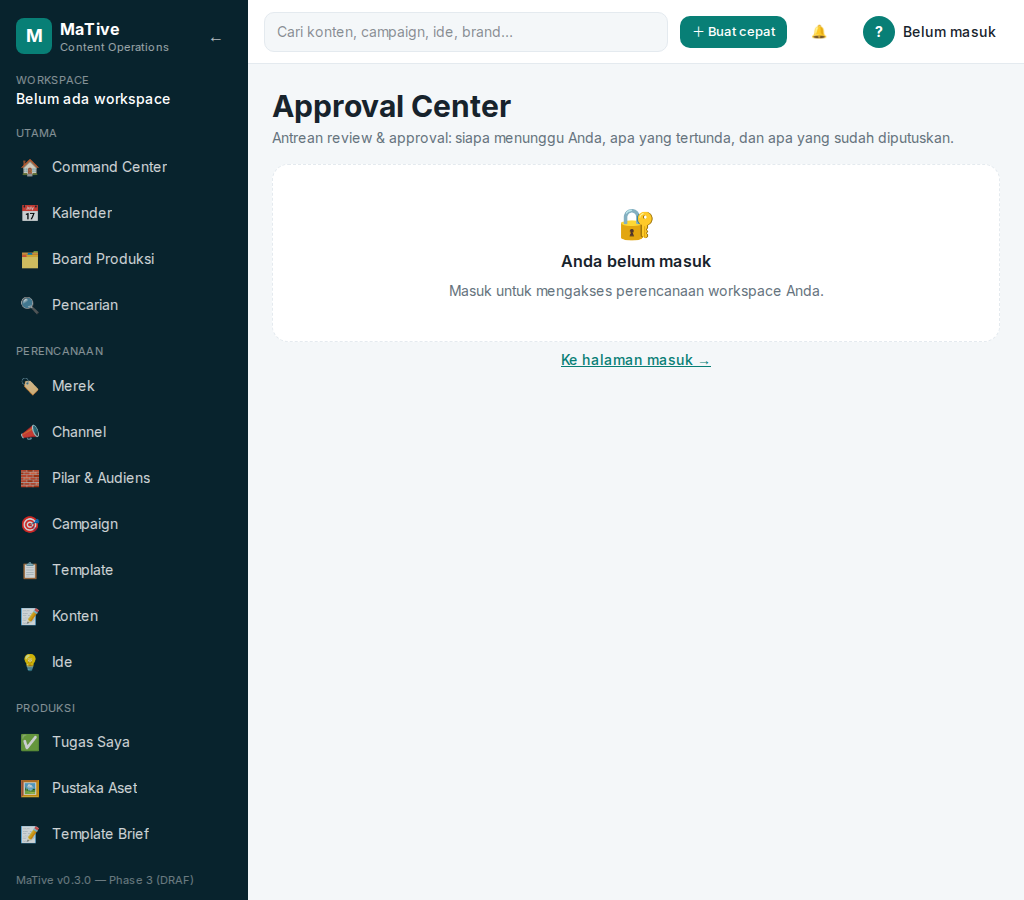 M
MaTive
Content Operations
←
WORKSPACE
Belum ada workspace
UTAMA
Command Center
Kalender
Board Produksi
Pencarian
PERENCANAAN
Merek
Channel
Pilar & Audiens
Campaign
Template
Konten
Ide
PRODUKSI
Tugas Saya
Pustaka Aset
Template Brief
MaTive v0.3.0 — Phase 3 (DRAF)
Cari konten, campaign, ide, brand...
+ Buat cepat
?
Belum masuk
Approval Center
Antrean review & approval: siapa menunggu Anda, apa yang tertunda, dan apa yang sudah diputuskan.
Anda belum masuk
Masuk untuk mengakses perencanaan workspace Anda.
Ke halaman masuk →